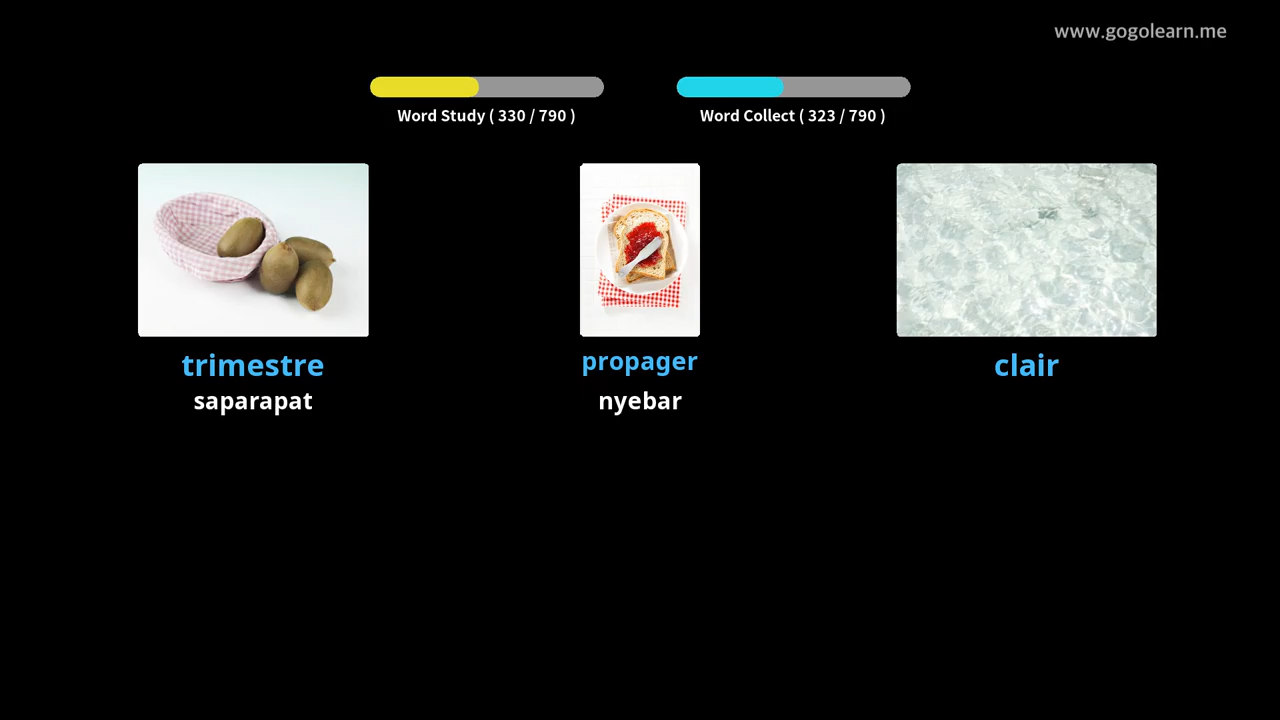 www.gogolearn.me
Word Study ( 330 / 790 )
Word Collect ( 323 / 790 )
trimestre
saparapat
propager
nyebar
clair